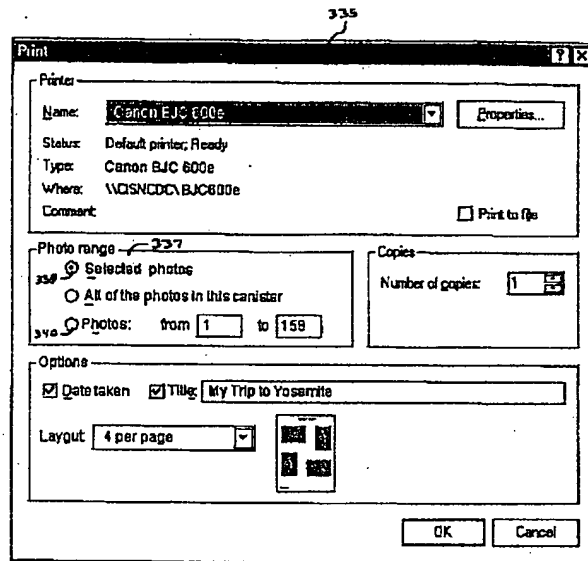 335
Print ? X
Printer
Name: Canon BJC 600e Properties...
Status: Default printer; Ready
Type: Canon BJC 600e
Where: \\CISNCDC\BJC600e
Comment: Print to file
Photo range 337 Copies
338 Selected photos Number of copies: 1
All of the photos in this canister
340 Photos: from 1 to 159
Options
Date taken Title: My Trip to Yosemite
Layout: 4 per page
OK Cancel